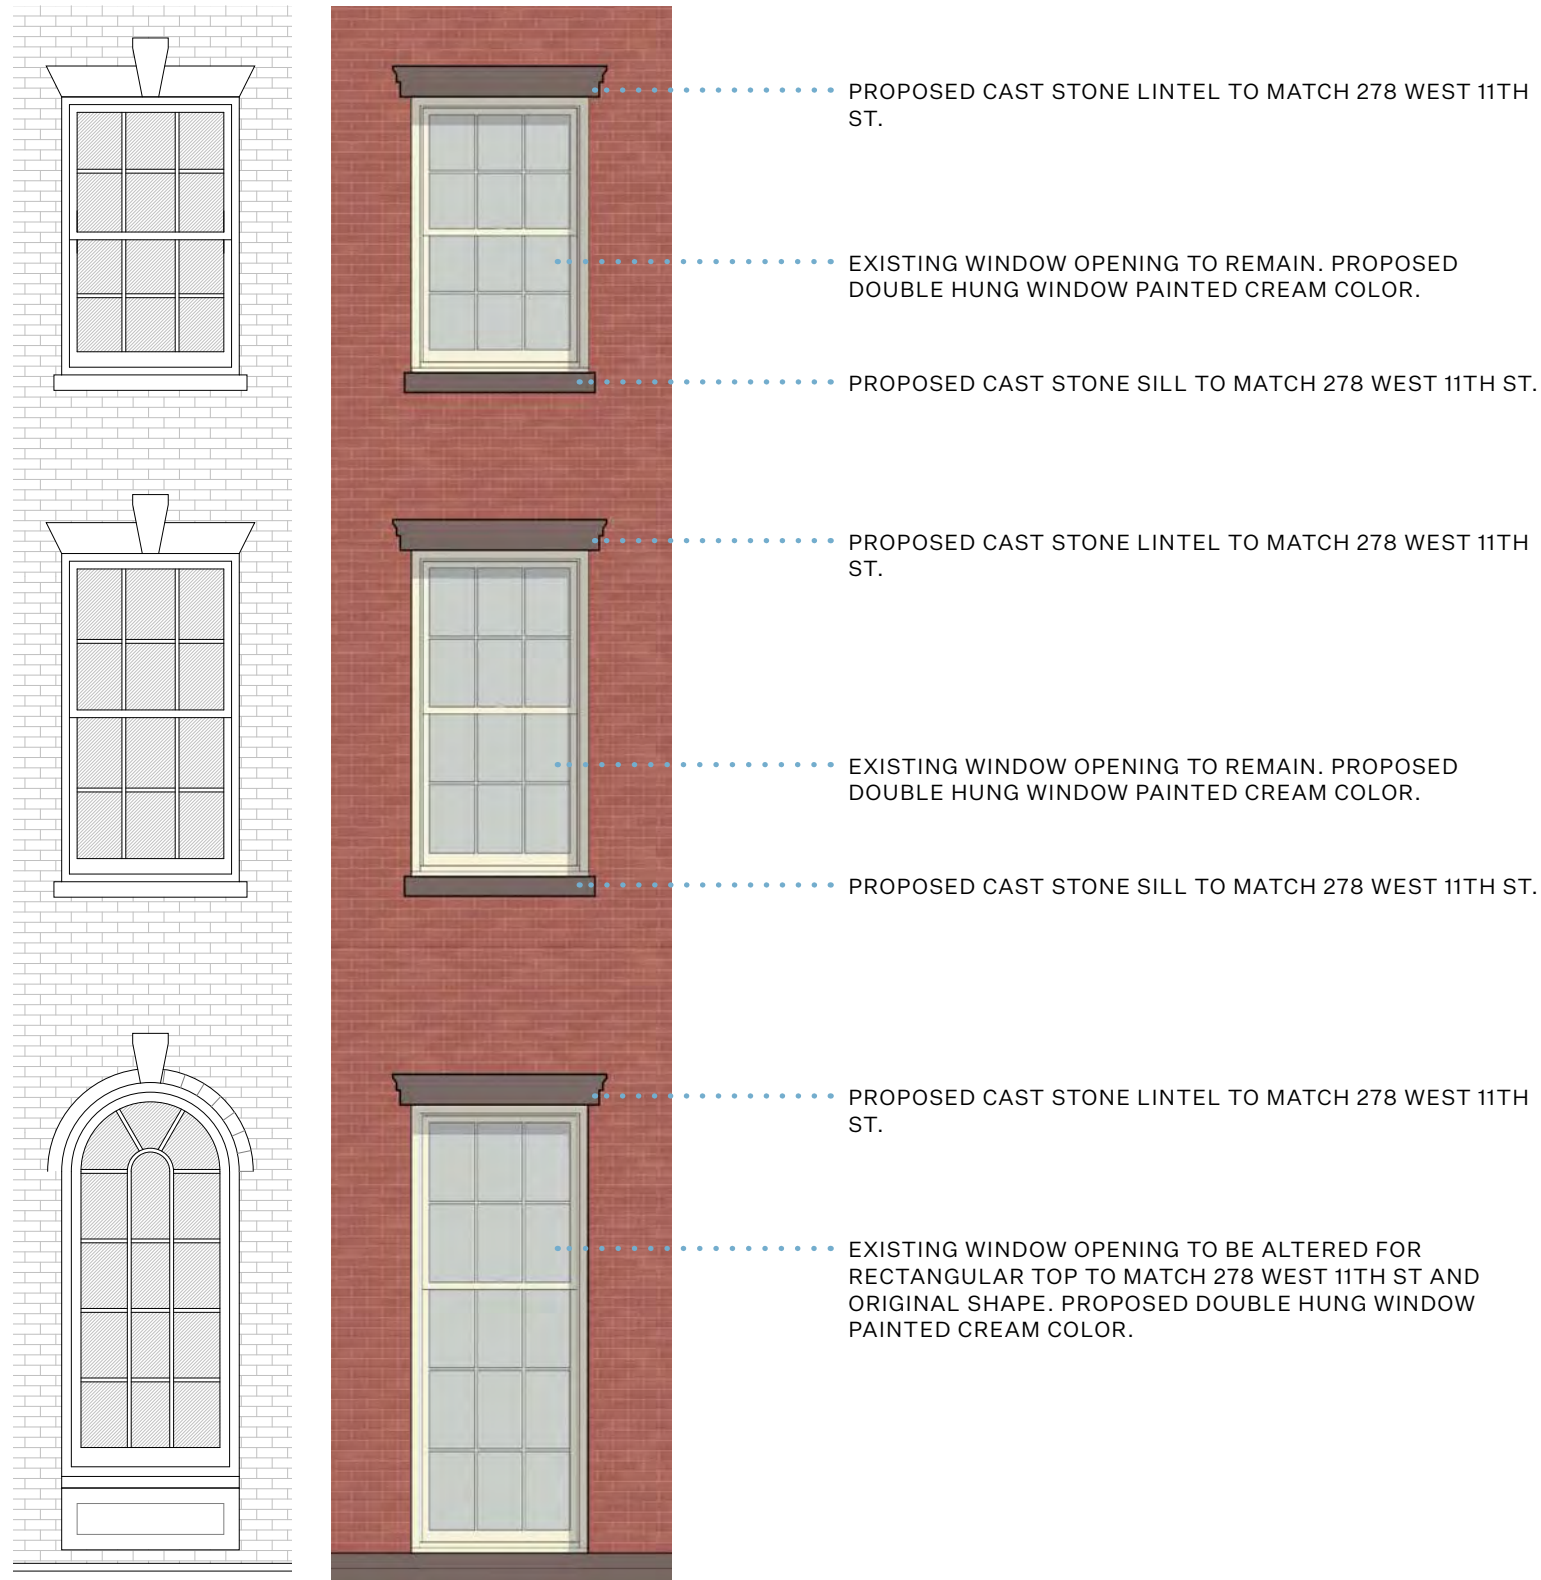 PROPOSED CAST STONE LINTEL TO MATCH 278 WEST 11TH
ST.
EXISTING WINDOW OPENING TO REMAIN. PROPOSED
DOUBLE HUNG WINDOW PAINTED CREAM COLOR.
PROPOSED CAST STONE SILL TO MATCH 278 WEST 11TH ST.
PROPOSED CAST STONE LINTEL TO MATCH 278 WEST 11TH
ST.
EXISTING WINDOW OPENING TO REMAIN. PROPOSED
DOUBLE HUNG WINDOW PAINTED CREAM COLOR.
PROPOSED CAST STONE SILL TO MATCH 278 WEST 11TH ST.
PROPOSED CAST STONE LINTEL TO MATCH 278 WEST 11TH
ST.
EXISTING WINDOW OPENING TO BE ALTERED FOR
RECTANGULAR TOP TO MATCH 278 WEST 11TH ST AND
ORIGINAL SHAPE. PROPOSED DOUBLE HUNG WINDOW
PAINTED CREAM COLOR.